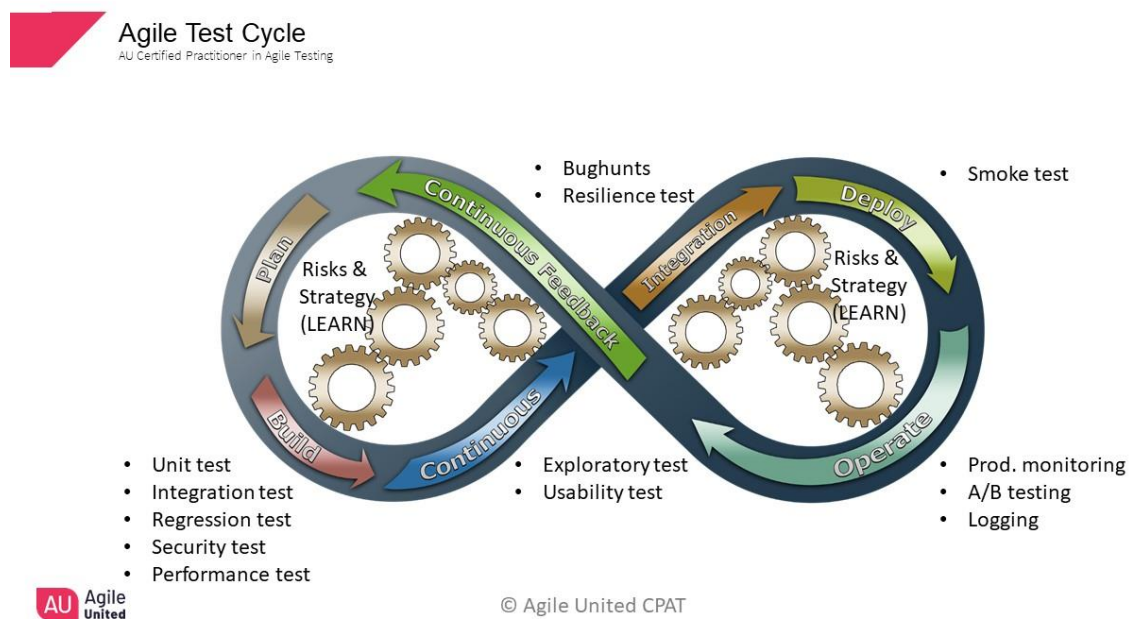 Agile Test Cycle
AU Certified Practitioner in Agile Testing
• Bughunts
• Resilience test
• Smoke test
Continuous Feedback
Integration
Deploy
Plan
Risks &
Strategy
(LEARN)
Risks &
Strategy
(LEARN)
Build
Continuous
Operate
• Unit test
• Integration test
• Regression test
• Security test
• Performance test
• Exploratory test
• Usability test
• Prod. monitoring
• A/B testing
• Logging
AU Agile
United
© Agile United CPAT